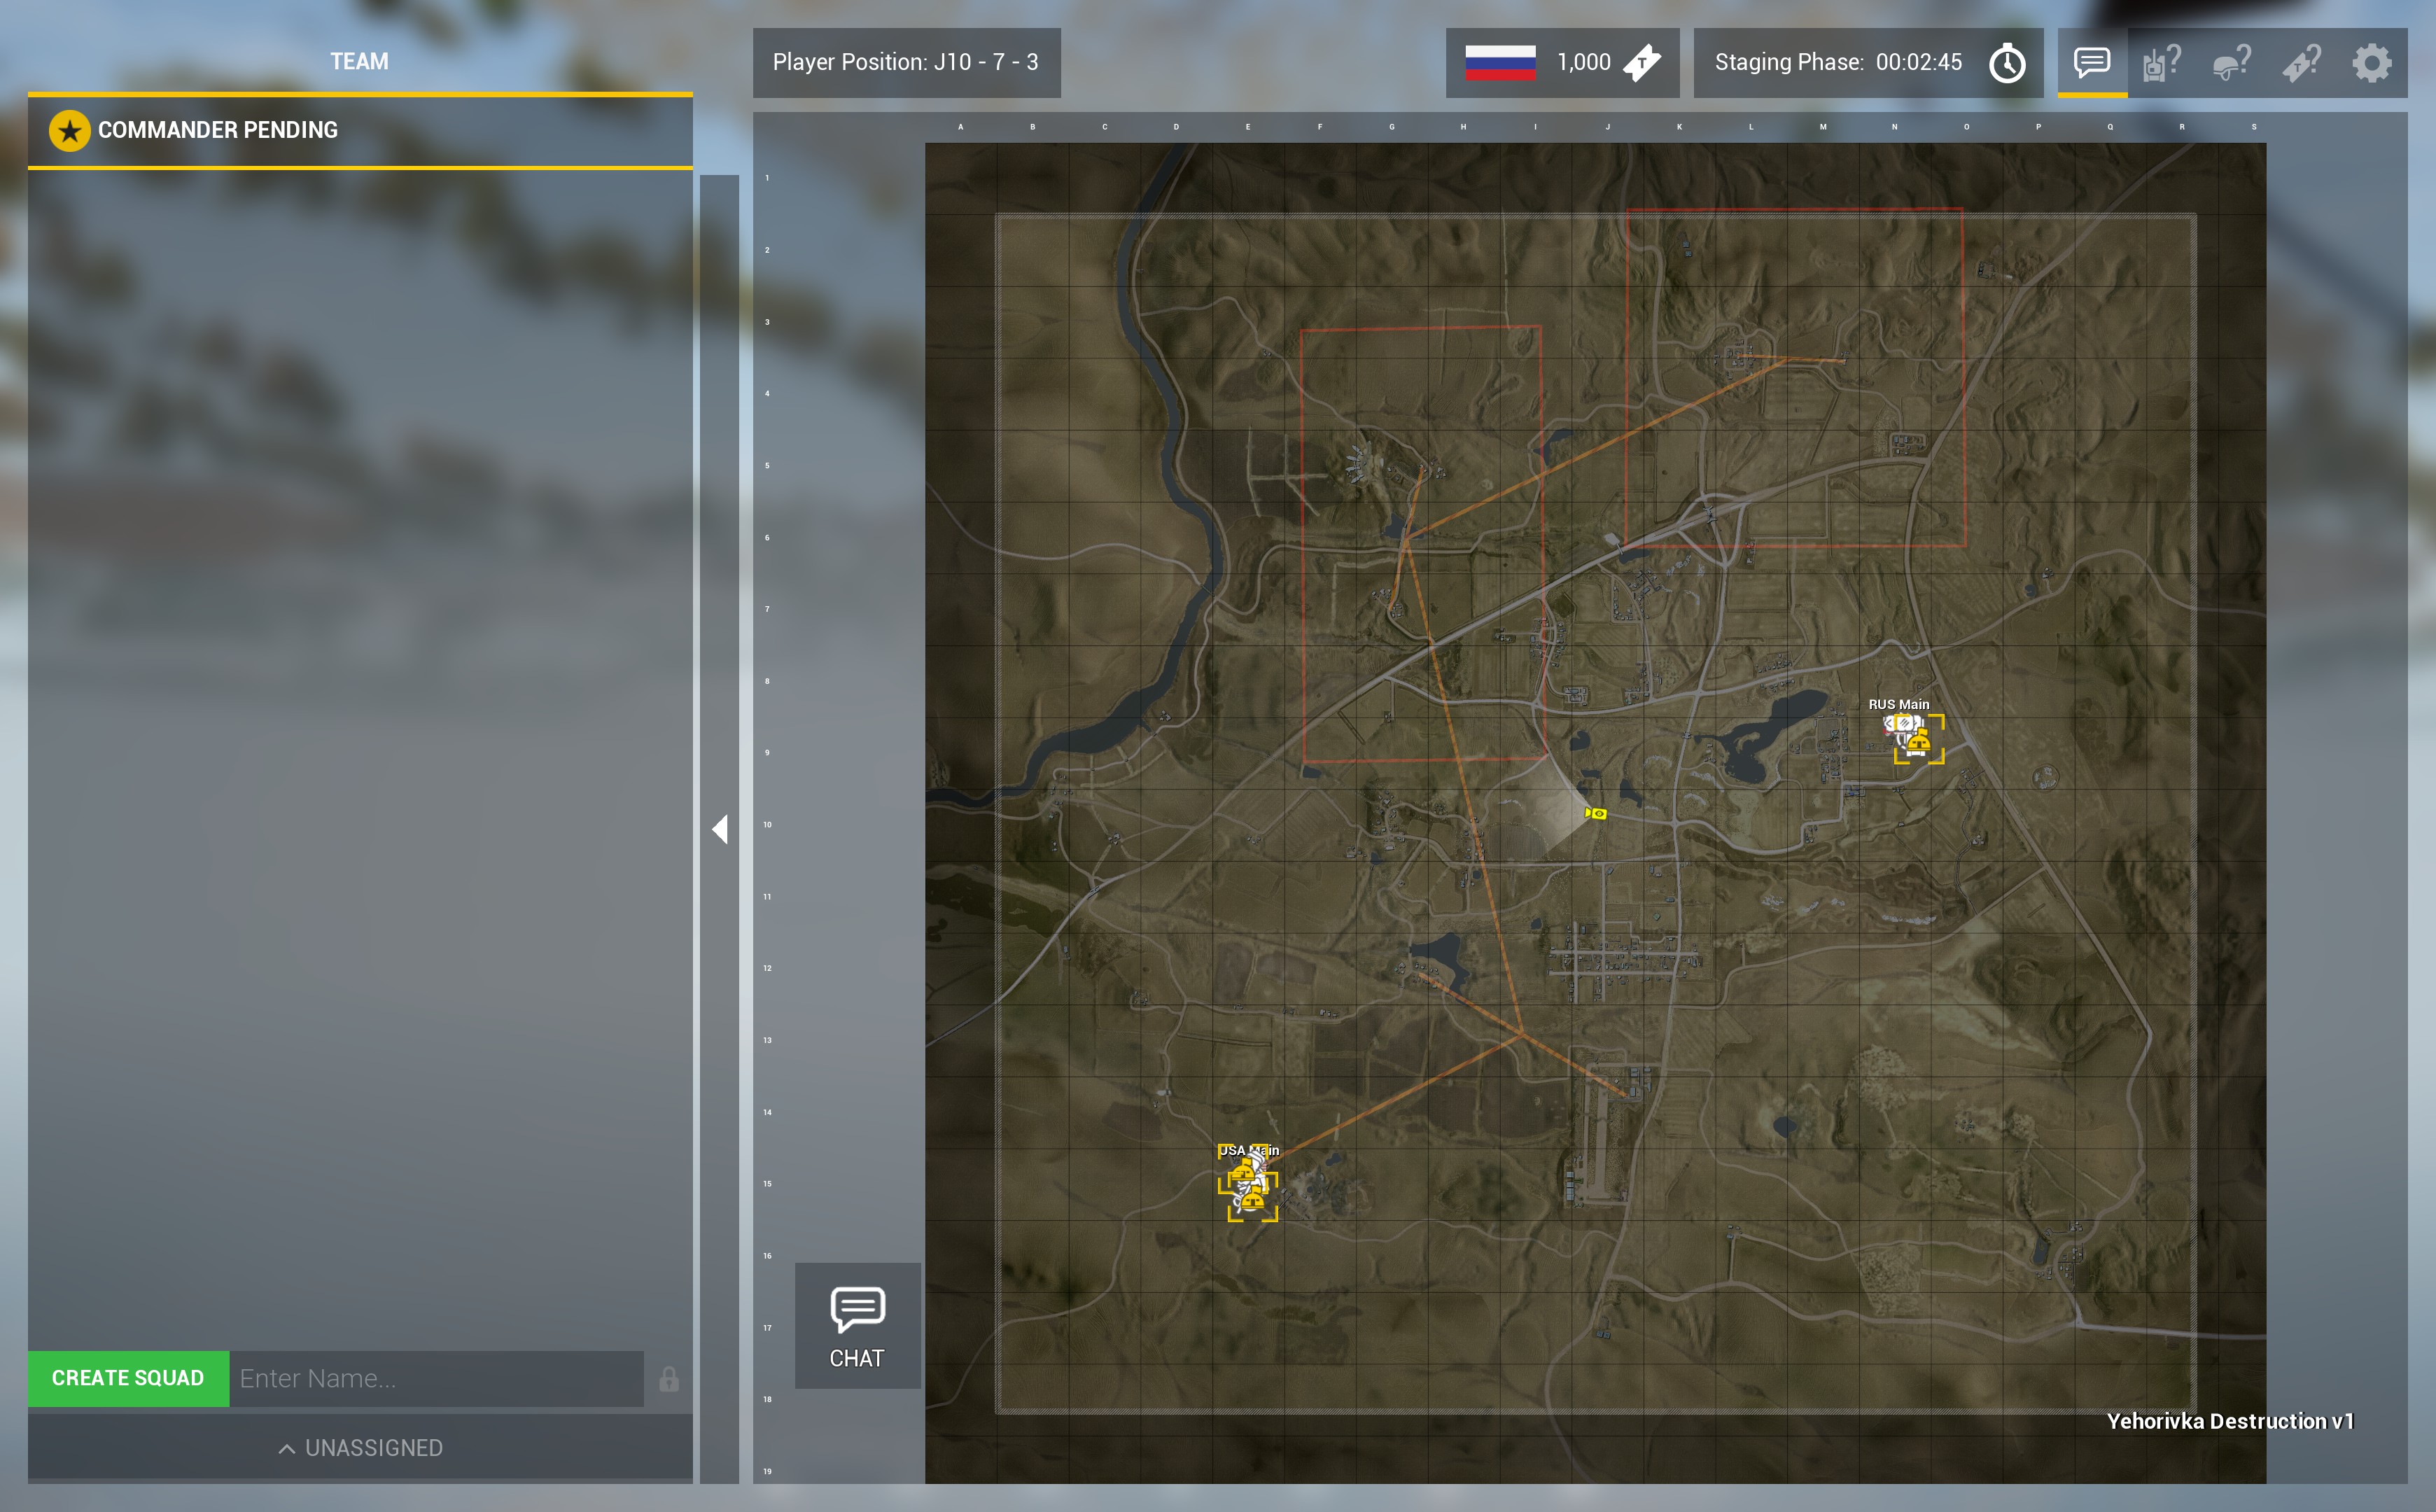 TEAM
Player Position: J10 - 7 - 3
1,000
T
Staging Phase: 00:02:45
? ? T ?
COMMANDER PENDING
A B C D E F G H I J K L M N O P Q R S
1
2
3
4
5
6
7
8
RUS Main
9
10
11
12
13
14
USA Main
15
16
17
CHAT
CREATE SQUAD Enter Name...
18
Yehorivka Destruction v1
UNASSIGNED
19